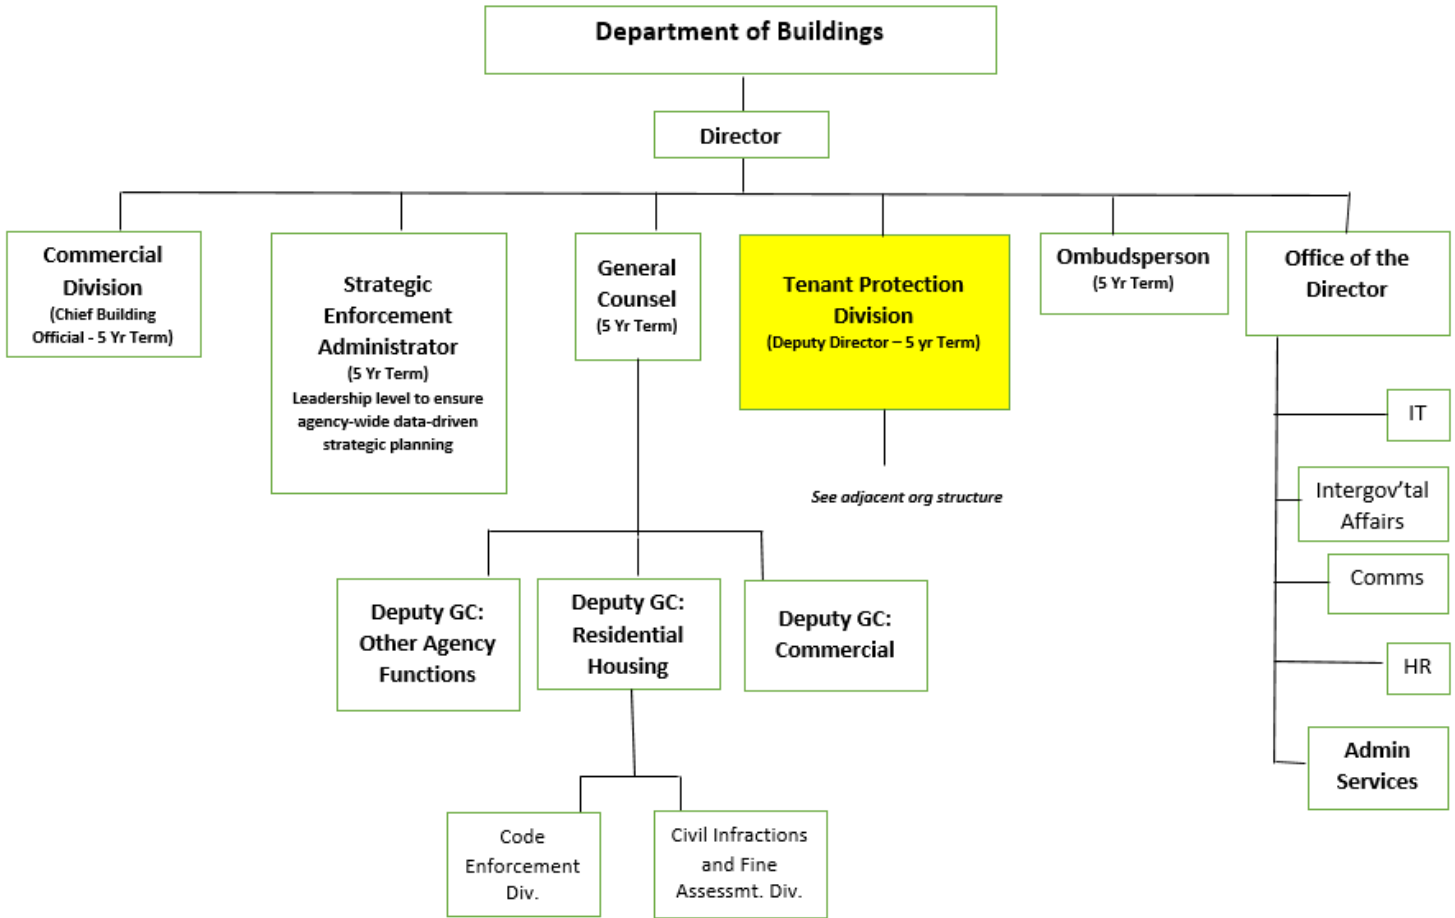 Department of Buildings
Director
Commercial
Division
(Chief Building
Official - 5 Yr Term)
Strategic
Enforcement
Administrator
(5 Yr Term)
Leadership level to ensure
agency-wide data-driven
strategic planning
General
Counsel
(5 Yr Term)
Tenant Protection
Division
(Deputy Director – 5 yr Term)
See adjacent org structure
Ombudsperson
(5 Yr Term)
Office of the
Director
IT
Intergov’tal
Affairs
Comms
HR
Admin
Services
Deputy GC:
Other Agency
Functions
Deputy GC:
Residential
Housing
Deputy GC:
Commercial
Code
Enforcement
Div.
Civil Infractions
and Fine
Assessmt. Div.